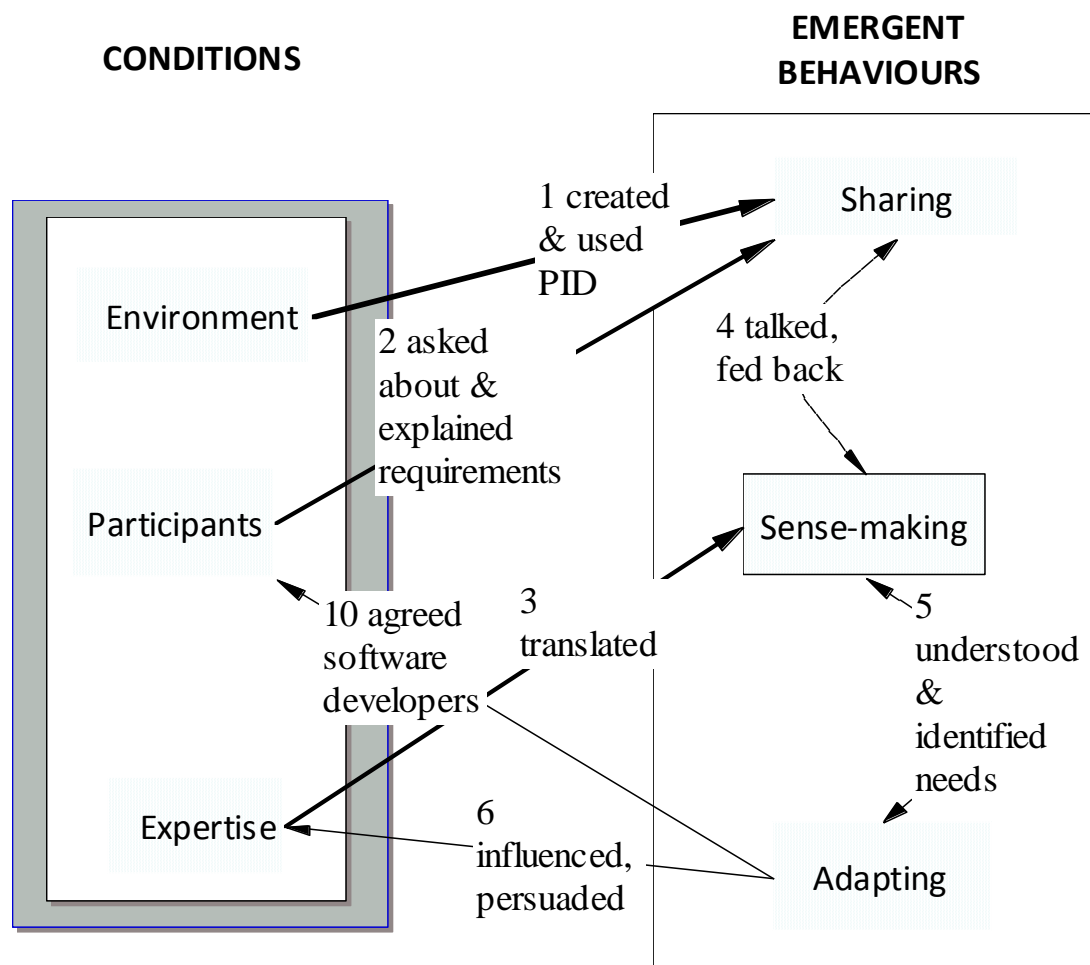 CONDITIONS
EMERGENT
BEHAVIOURS
Sharing
1 created
& used
PID
Environment
2 asked
about &
explained
requirements
4 talked,
fed back
Participants
Sense-making
10 agreed
software
developers
3
translated
5
understood
&
identified
needs
Expertise
6
influenced,
persuaded
Adapting